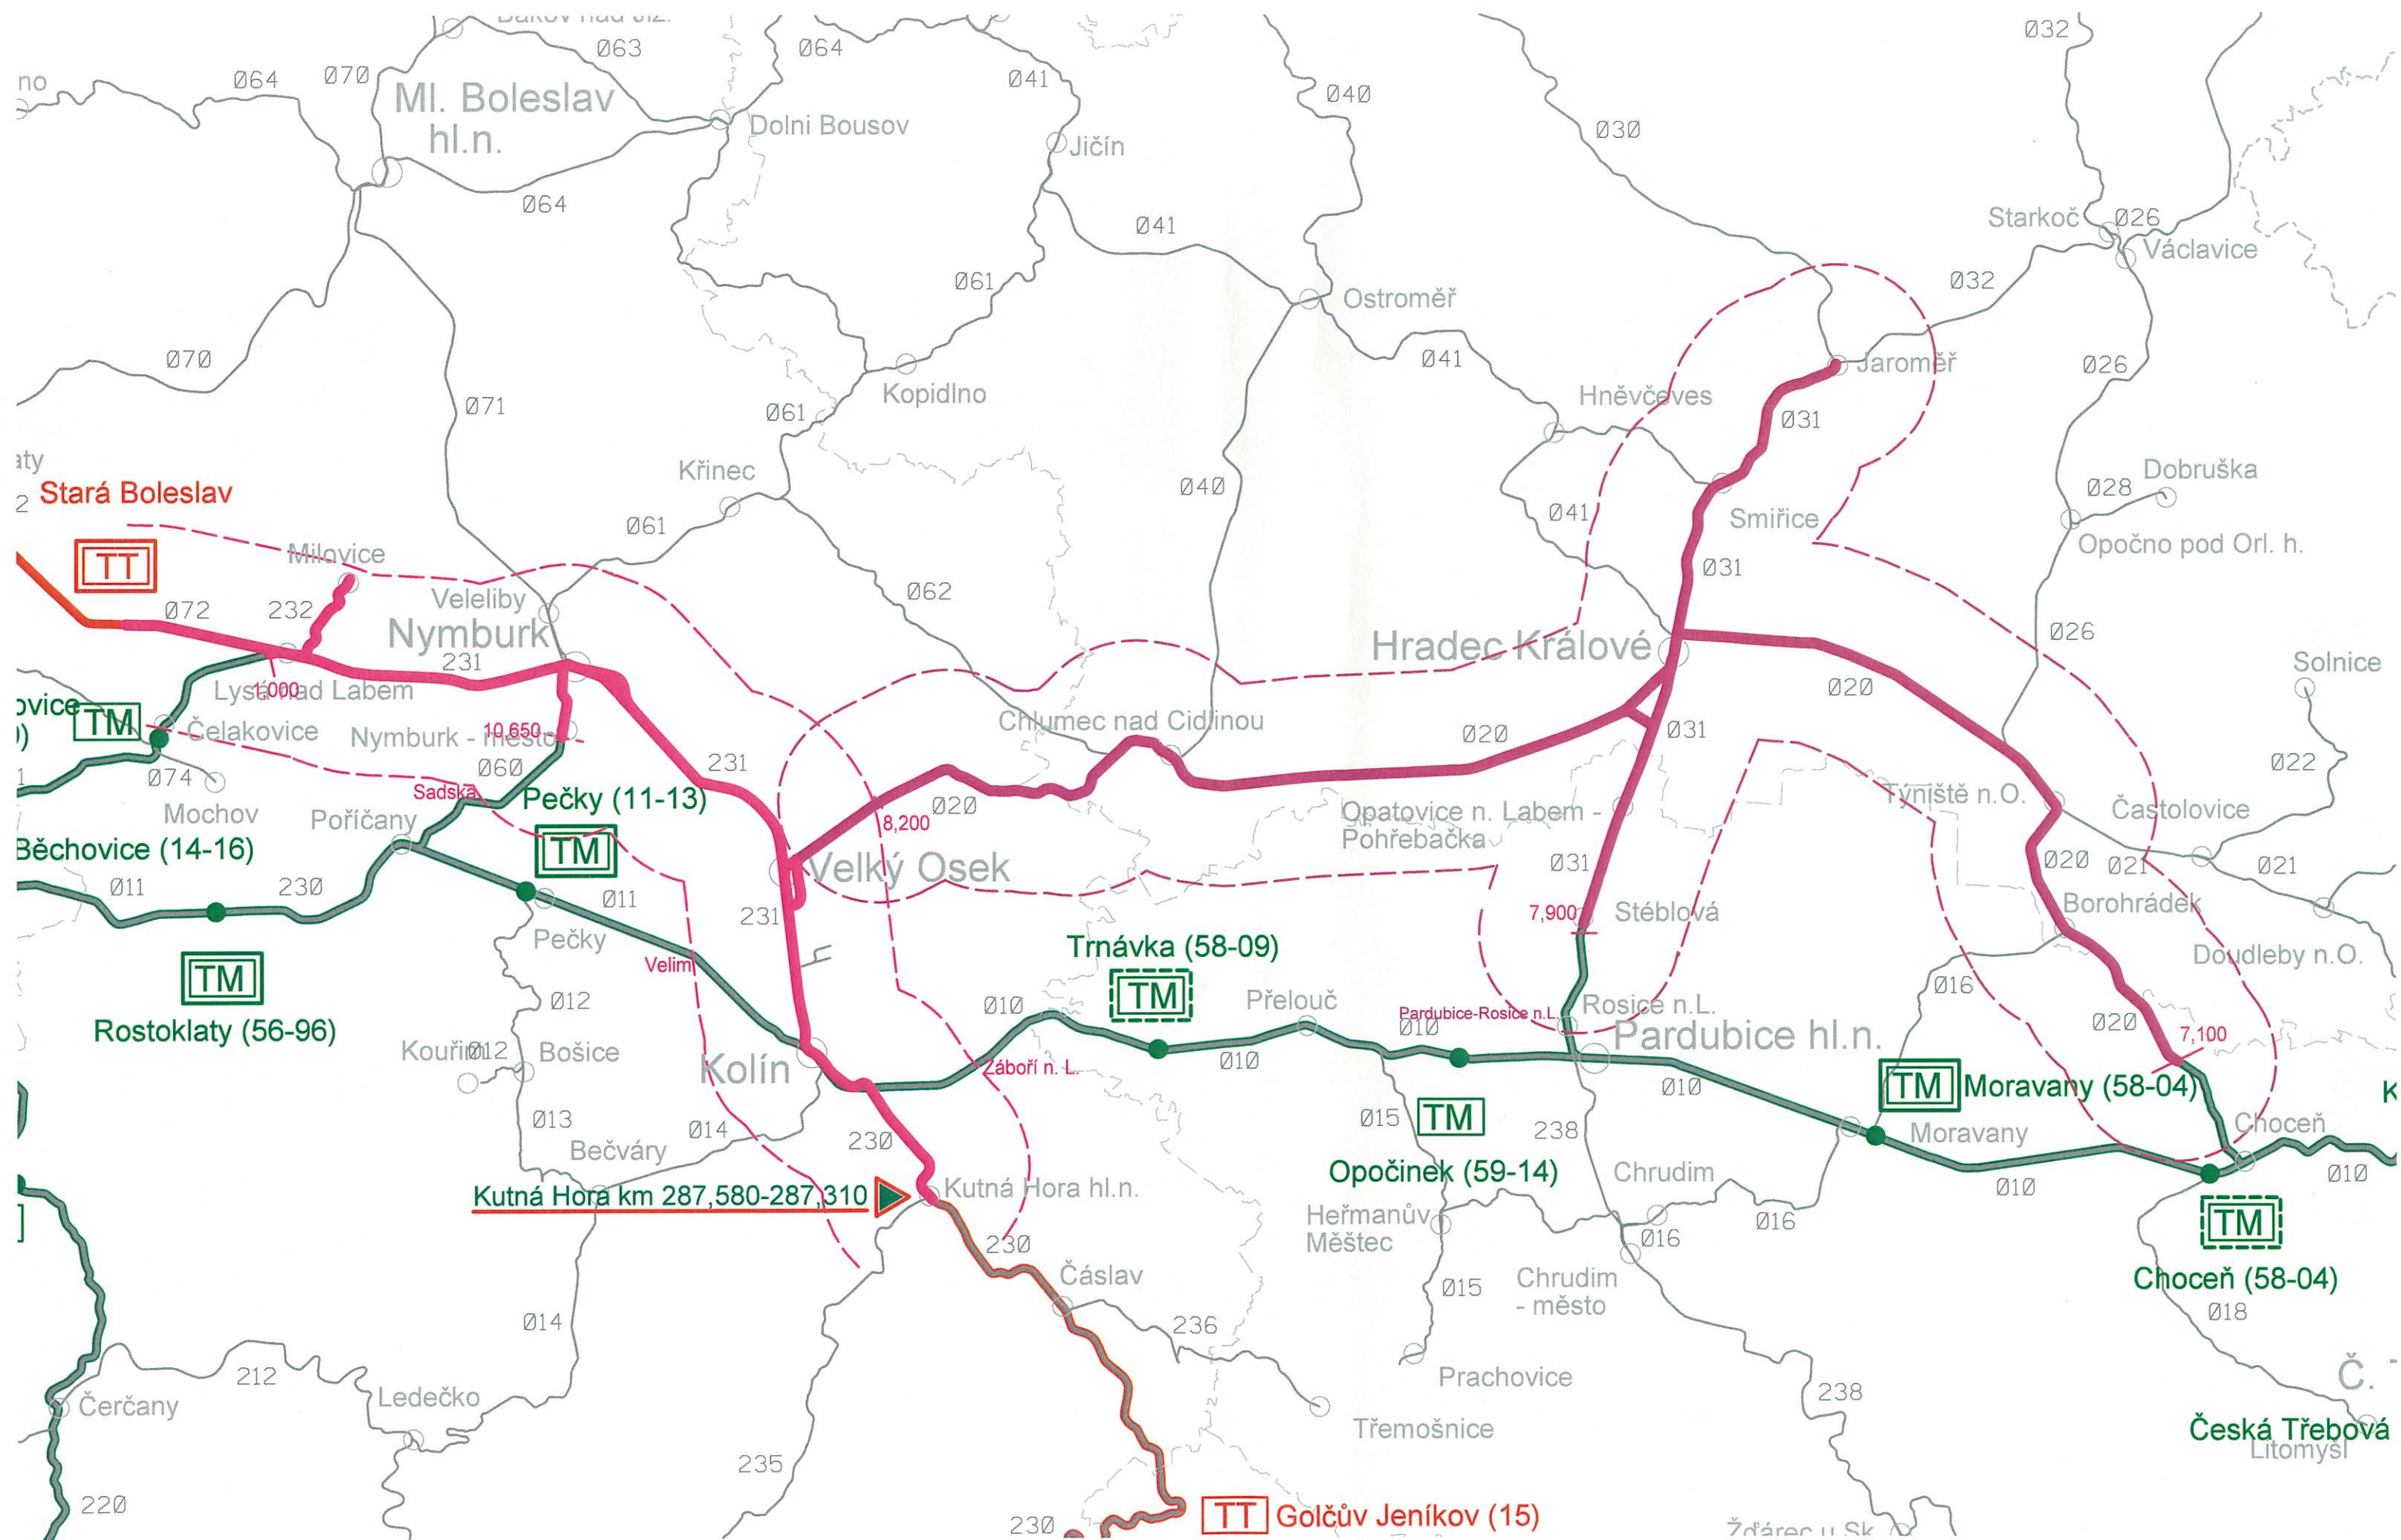 063
064
032
064
070
041
040
Ml. Boleslav
hl.n.
030
Dolni Bousov
Jičín
064
041
Starkoč
026
Václavice
061
032
Ostroměř
070
041
026
Jaroměř
Kopidlno
Hněvčeves
071
061
031
Křinec
040
Dobruška
028
Stará Boleslav
061
041
Smiřice
Opočno pod Orl. h.
TT
Milovice
031
062
072
232
Veleliby
Nymburk
026
Hradec Králové
231
Solnice
Lysá nad Labem
1,000
020
ovice
TM
Čelakovice
Nymburk - město
10,650
Chlumec nad Cidlinou
020
031
074
060
231
022
Sadská
Pečky (11-13)
020
Týniště n.O.
Mochov
Poříčany
8,200
Opatovice n. Labem -
Pohřebačka
Častolovice
Běchovice (14-16)
TM
Velký Osek
031
020
021
021
011
230
011
231
7,900
Stéblová
Borohrádek
Pečky
Trnávka (58-09)
Doudleby n.O.
TM
Velim
TM
016
012
010
Přelouč
Pardubice-Rosice n.L.
Rosice n.L.
Rostoklaty (56-96)
010
Pardubice hl.n.
020
7,100
Kouřim
012
Bošice
Kolín
Záboří n. L.
010
010
TM
Moravany (58-04)
013
014
230
015
TM
238
Moravany
Choceň
Bečváry
Opočinek (59-14)
Chrudim
010
010
Kutná Hora km 287,580-287,310
Kutná Hora hl.n.
Heřmanův
Městec
016
016
TM
230
Čáslav
015
Chrudim
- město
Choceň (58-04)
014
236
018
212
Prachovice
238
Č.
Čerčany
Ledečko
Třemošnice
Česká Třebová
Litomyšl
235
220
230
TT
Golčův Jeníkov (15)